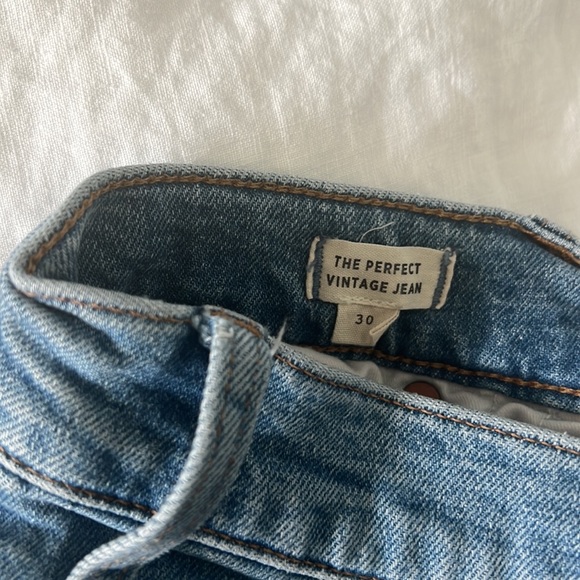 THE PERFECT
VINTAGE JEAN
30